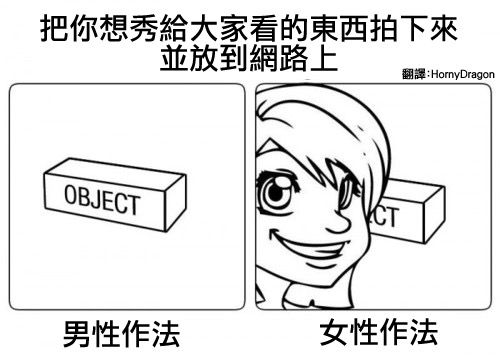 把你想秀給大家看的東西拍下來
並放到網路上
翻譯:HornyDragon
OBJECT
CT
男性作法
女性作法